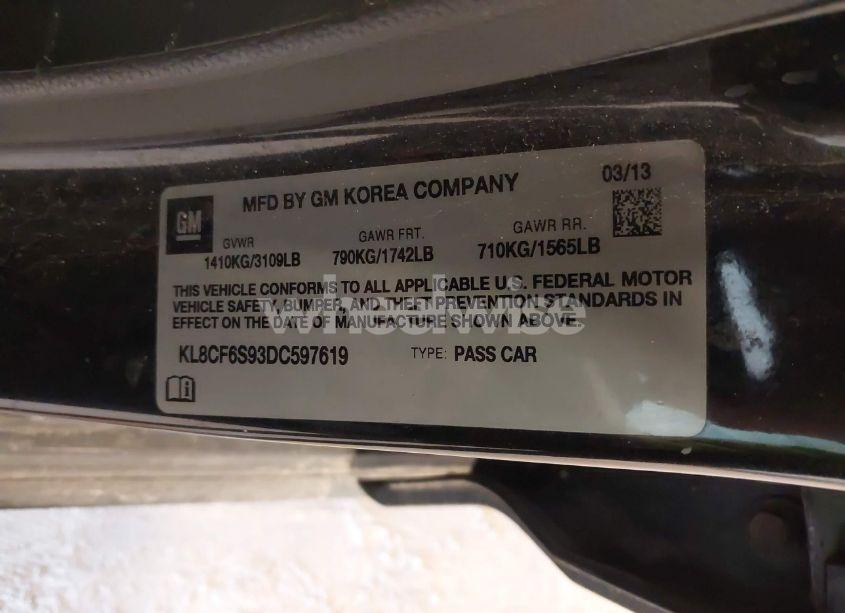 GM
MFD BY GM KOREA COMPANY
03/13
GVWR GAWR FRT. GAWR RR.
1410KG/3109LB 790KG/1742LB 710KG/1565LB
THIS VEHICLE CONFORMS TO ALL APPLICABLE U.S. FEDERAL MOTOR
VEHICLE SAFETY, BUMPER, AND THEFT PREVENTION STANDARDS IN
EFFECT ON THE DATE OF MANUFACTURE SHOWN ABOVE.
KL8CF6S93DC597619 TYPE: PASS CAR